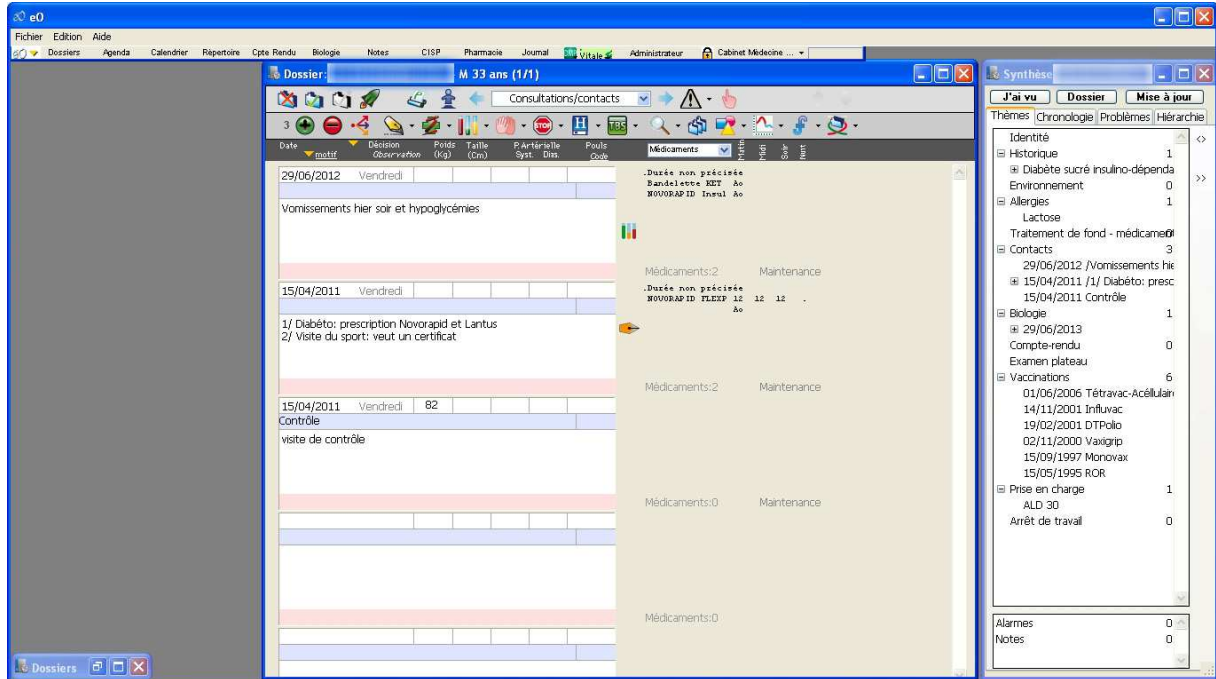 eO
Fichier Edition Aide
Dossiers Agenda Calendrier Répertoire Cpte Rendu Biologie Notes CISP Pharmacie Journal Vitale Administrateur Cabinet Médecine ...
Dossier: M 33 ans (1/1)
Consultations/contacts
3 STOP H TBS
Date motif Décision Observation Poids (Kg) Taille (Cm) P.Artérielle Syst. Dias. Pouls Code Médicaments Matin Midi Soir Nuit
29/06/2012 Vendredi
.Durée non précisée
Bandelette KET Ao
NOVORAPID Insul Ao
Vomissements hier soir et hypoglycémies
Médicaments:2 Maintenance
15/04/2011 Vendredi
.Durée non précisée
NOVORAPID FLEXP 12 12 12 .
Ao
1/ Diabéto: prescription Novorapid et Lantus
2/ Visite du sport: veut un certificat
Médicaments:2 Maintenance
15/04/2011 Vendredi 82
Contrôle
visite de contrôle
Médicaments:0 Maintenance
Médicaments:0
Dossiers
Synthèse
J'ai vu Dossier Mise à jour
Thèmes Chronologie Problèmes Hiérarchie
Identité
Historique 1
Diabète sucré insulino-dépenda
Environnement 0
Allergies 1
Lactose
Traitement de fond - médicament 0
Contacts 3
29/06/2012 /Vomissements hie
15/04/2011 /1/ Diabéto: presc
15/04/2011 Contrôle
Biologie 1
29/06/2013
Compte-rendu 0
Examen plateau
Vaccinations 6
01/06/2006 Tétravac-Acéllulaire
14/11/2001 Influvac
19/02/2001 DTPolio
02/11/2000 Vaxigrip
15/09/1997 Monovax
15/05/1995 ROR
Prise en charge 1
ALD 30
Arrêt de travail 0
Alarmes 0
Notes 0